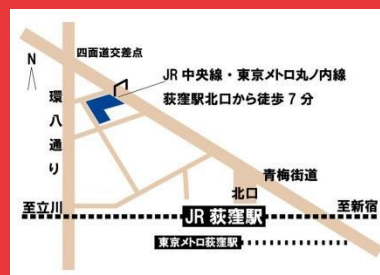 四面道交差点
N
JR中央線・東京メトロ丸ノ内線
荻窪駅北口から徒歩7分
環八通り
青梅街道
北口
至立川
JR 荻窪駅
至新宿
東京メトロ荻窪駅